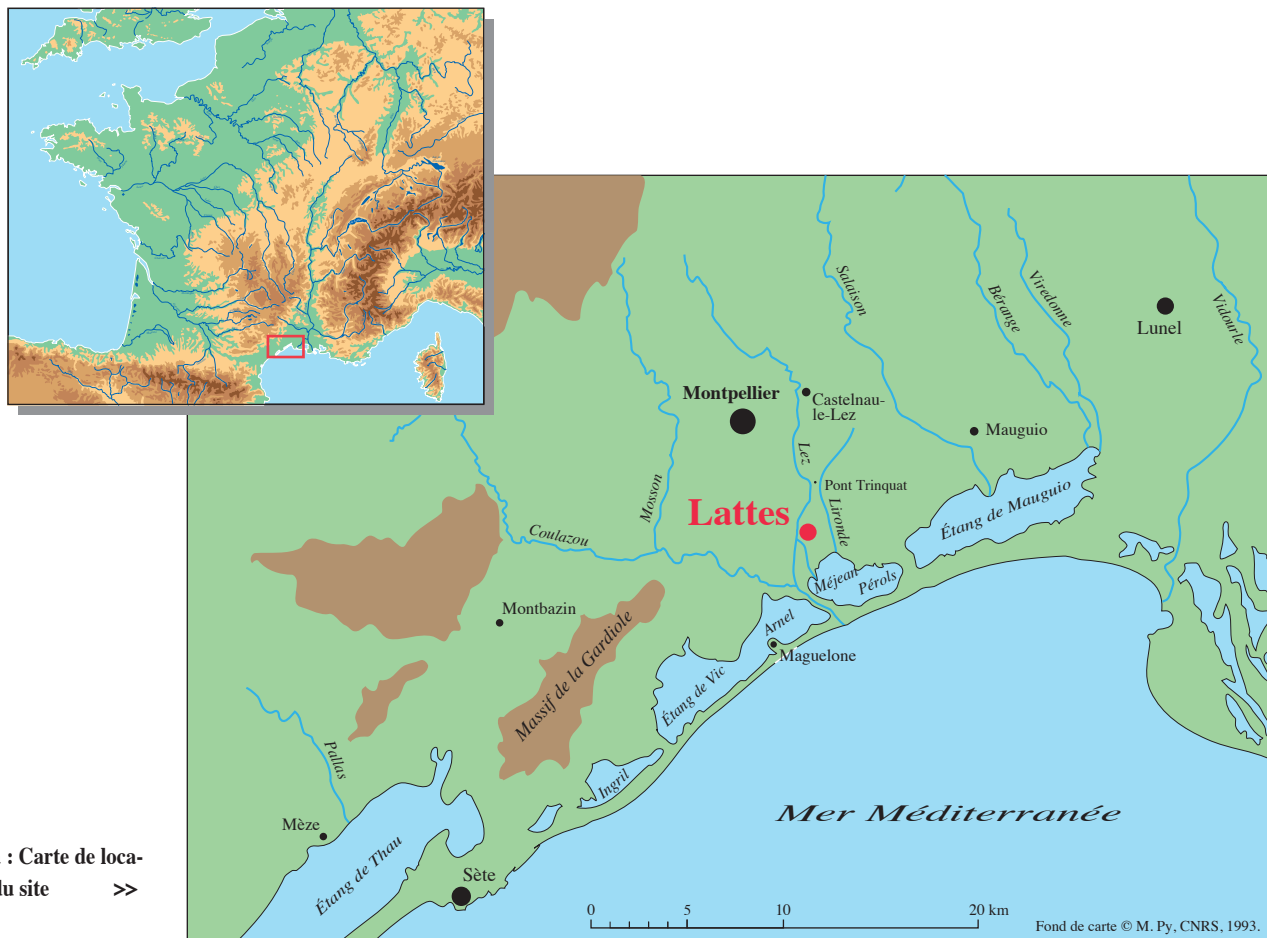 Salaison
Bérange
Viredonne
Vidourle
Lunel
Montpellier
Castelnau-
le-Lez
Mauguio
Lez
Pont Trinquat
Mosson
Lattes
Lironde
Étang de Mauguio
Coulazou
Méjean
Pérols
Montbazin
Arnel
Maguelone
Massif de la Gardiole
Étang de Vic
Pallas
Ingril
Mer Méditerranée
Mèze
: Carte de loca-
du site >>
Étang de Thau
Sète
0 5 10 20 km
Fond de carte © M. Py, CNRS, 1993.